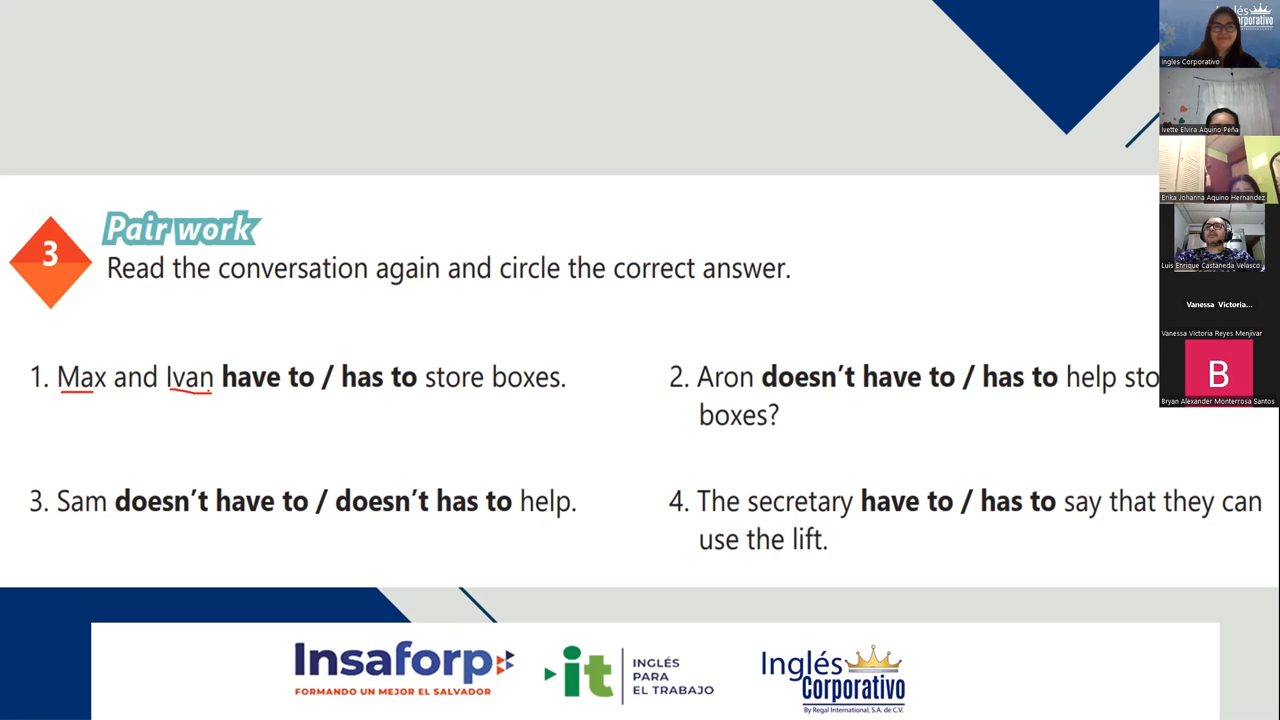 Inglés
Corporativo
Ingles Corporativo
Ivette Elvira Aquino Peña
Erika Johanna Aquino Hernandez
Luis Enrique Castaneda Velasco
Vanessa Victoria...
Vanessa Victoria Reyes Menjivar
B
Bryan Alexander Monterrosa Santos
3
Pair work
Read the conversation again and circle the correct answer.
1. Max and Ivan have to / has to store boxes.
2. Aron doesn't have to / has to help
boxes?
3. Sam doesn't have to / doesn't has to help.
4. The secretary have to / has to say that they can
use the lift.
Insaforp
FORMANDO UN MEJOR EL SALVADOR
it
INGLÉS
PARA
EL TRABAJO
Inglés
Corporativo
By Regal International, S.A. de C.V.